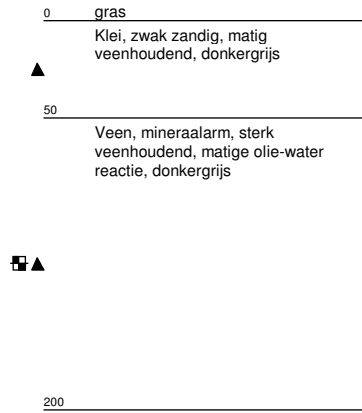 0 gras
Klei, zwak zandig, matig
veenhoudend, donkergrijs
50
Veen, mineraalarm, sterk
veenhoudend, matige olie-water
reactie, donkergrijs
200